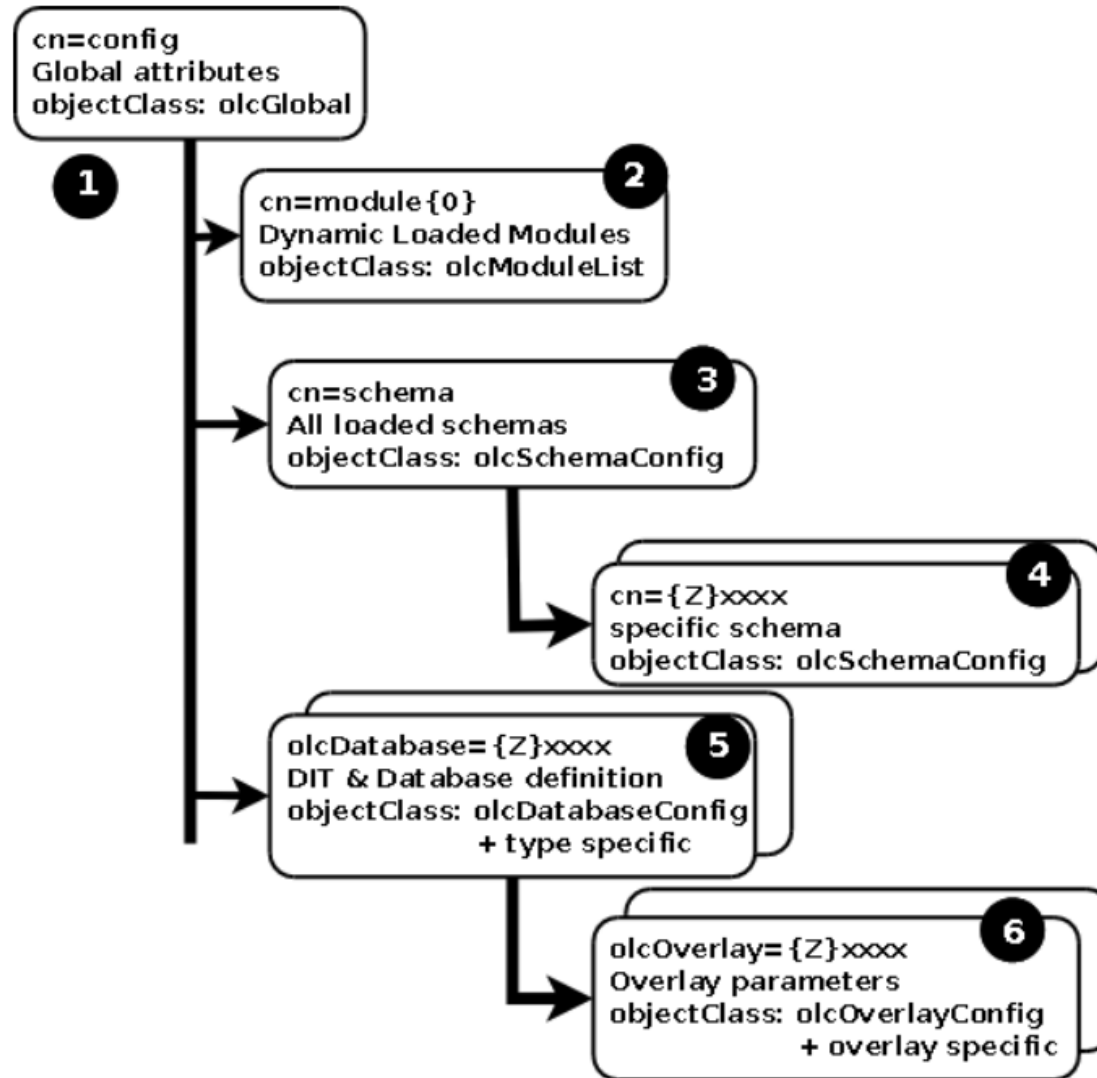 cn=config
Global attributes
objectClass: olcGlobal
1
2
cn=module{0}
Dynamic Loaded Modules
objectClass: olcModuleList
3
cn=schema
All loaded schemas
objectClass: olcSchemaConfig
4
cn={Z}xxxx
specific schema
objectClass: olcSchemaConfig
5
olcDatabase={Z}xxxx
DIT & Database definition
objectClass: olcDatabaseConfig
+ type specific
6
olcOverlay={Z}xxxx
Overlay parameters
objectClass: olcOverlayConfig
+ overlay specific